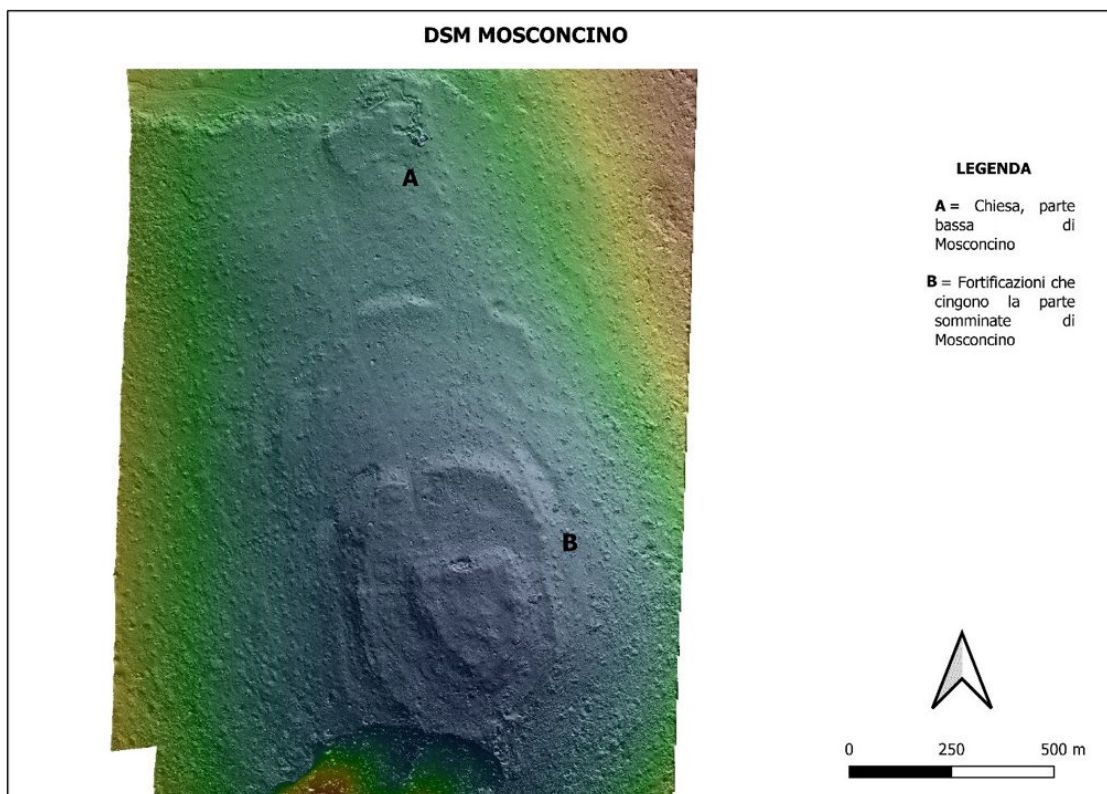 DSM MOSCONCINO
A
B
LEGENDA
A = Chiesa, parte
bassa di
Mosconcino
B = Fortificazioni che
cingono la parte
somminate di
Mosconcino
0 250 500 m